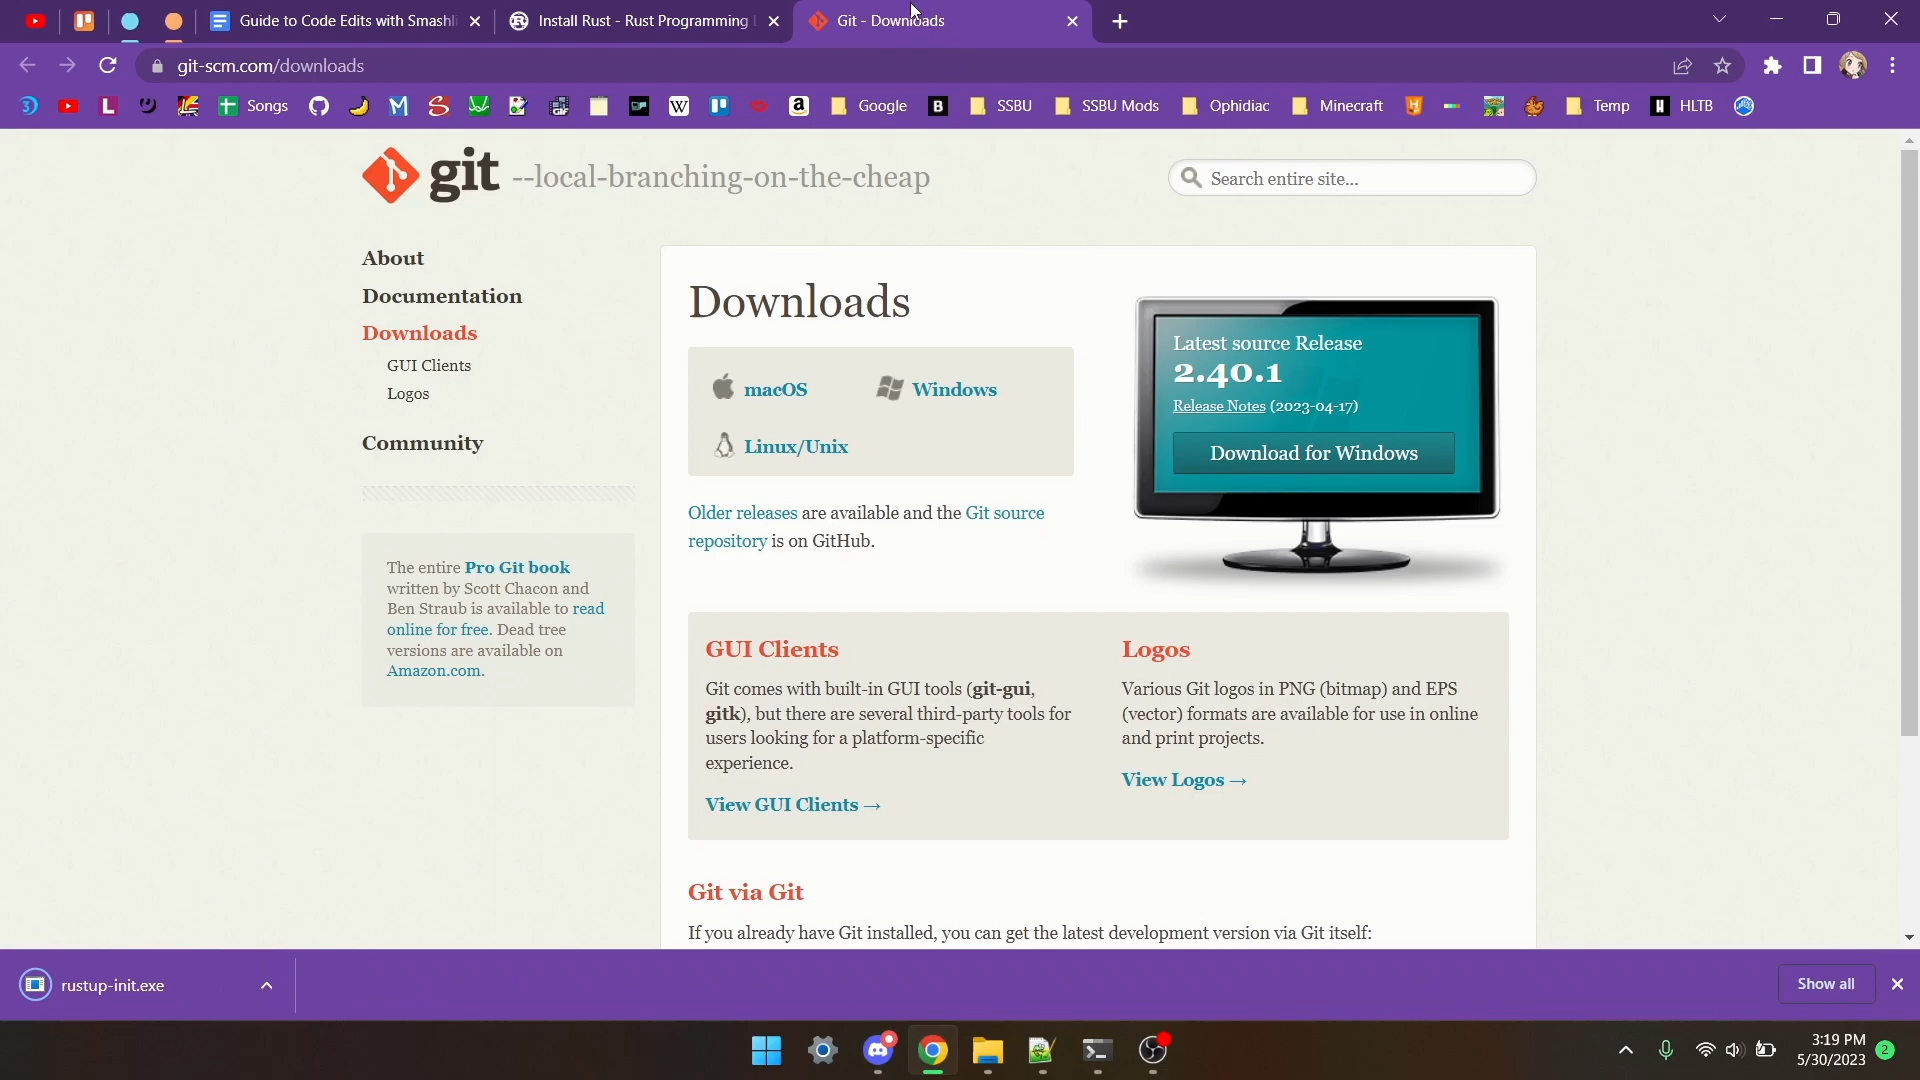 Guide to Code Edits with Smashli
Install Rust - Rust Programming
Git - Downloads
git-scm.com/downloads
Songs
Google
SSBU
SSBU Mods
Ophidiac
Minecraft
Temp
HLTB
git --local-branching-on-the-cheap
Search entire site...
About
Documentation
Downloads
GUI Clients
Logos
Community
The entire Pro Git book
written by Scott Chacon and
Ben Straub is available to read
online for free. Dead tree
versions are available on
Amazon.com.
Downloads
macOS
Windows
Linux/Unix
Older releases are available and the Git source
repository is on GitHub.
Latest source Release
2.40.1
Release Notes (2023-04-17)
Download for Windows
GUI Clients
Git comes with built-in GUI tools (git-gui,
gitk), but there are several third-party tools for
users looking for a platform-specific
experience.
View GUI Clients →
Logos
Various Git logos in PNG (bitmap) and EPS
(vector) formats are available for use in online
and print projects.
View Logos →
Git via Git
If you already have Git installed, you can get the latest development version via Git itself:
rustup-init.exe
Show all
3:19 PM
5/30/2023
2